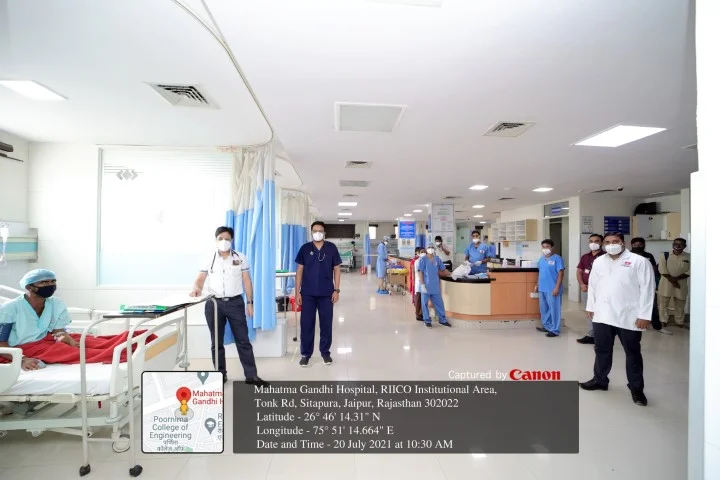 Captured by Canon
Mahatma Gandhi Hospital, RIICO Institutional Area,
Tonk Rd, Sitapura, Jaipur, Rajasthan 302022
Latitude - 26° 46' 14.31" N
Longitude - 75° 51' 14.664" E
Date and Time - 20 July 2021 at 10:30 AM
Mahatm
Gandhi H
Poornima
College of
Engineering